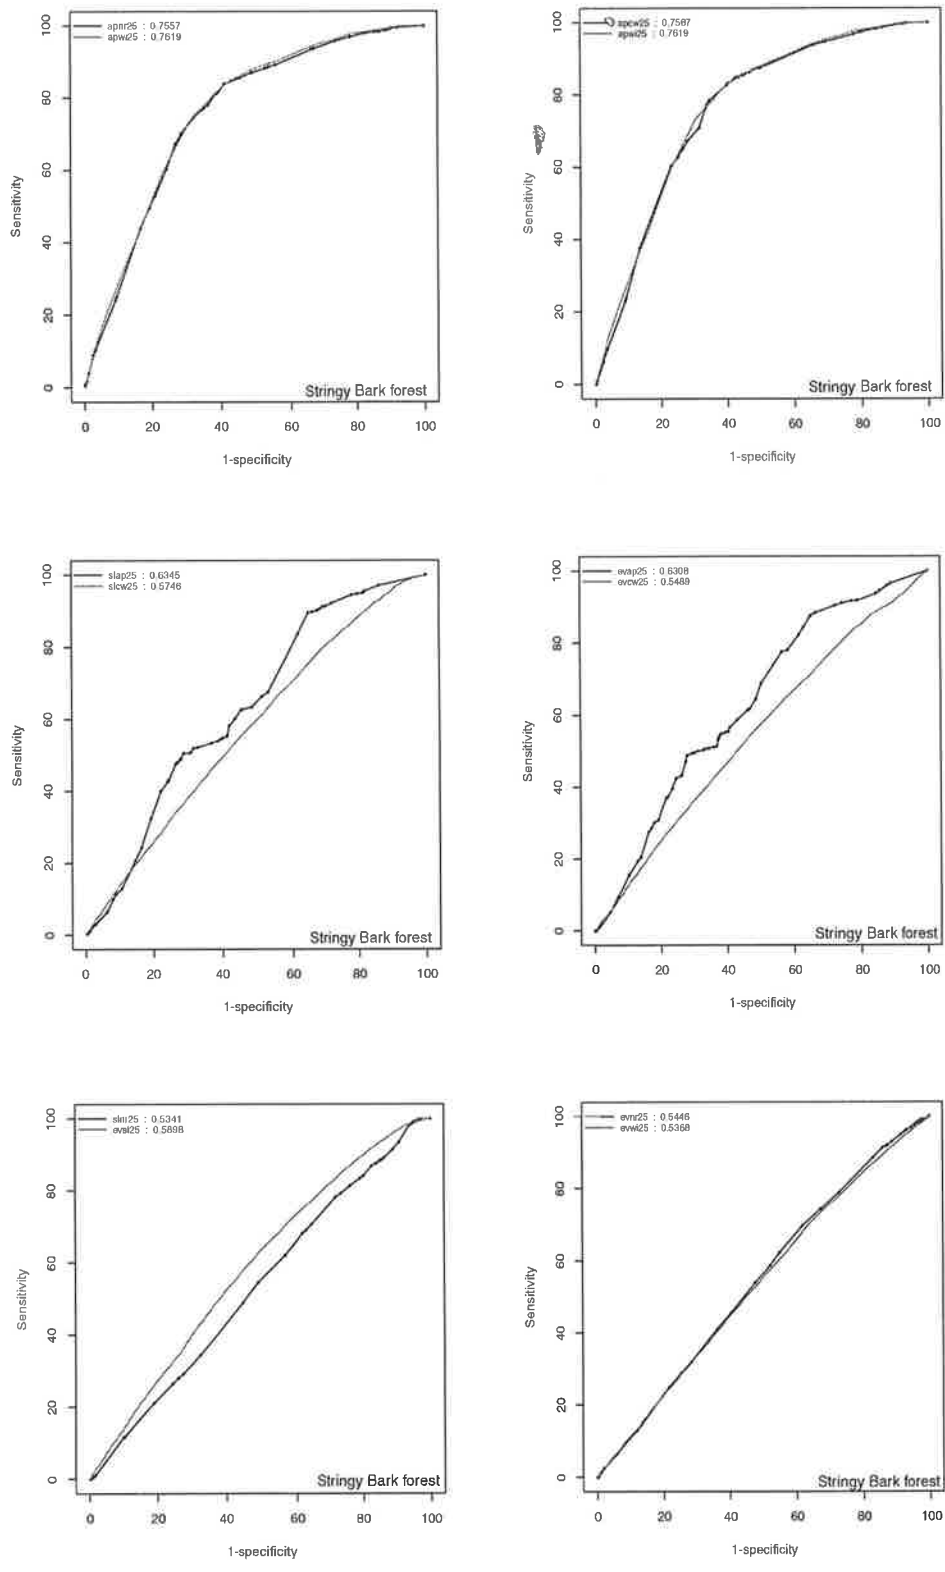 apnr25 : 0.7557
apwi25 : 0.7619
100
80
60
40
20
0
Sensitivity
Stringy Bark forest
0 20 40 60 80 100
1-specificity
apcw25 : 0.7587
apsl25 : 0.7619
100
80
60
40
20
0
Sensitivity
Stringy Bark forest
0 20 40 60 80 100
1-specificity
slap25 : 0.6345
slcw25 : 0.5746
100
80
60
40
20
0
Sensitivity
Stringy Bark forest
0 20 40 60 80 100
1-specificity
evap25 : 0.6308
evcw25 : 0.5489
100
80
60
40
20
0
Sensitivity
Stringy Bark forest
0 20 40 60 80 100
1-specificity
: 0.5341
evsl25 : 0.5898
100
80
60
40
20
0
Sensitivity
Stringy Bark forest
0 20 40 60 80 100
1-specificity
evnr25 : 0.5446
evwi25 : 0.5368
100
80
60
40
20
0
Sensitivity
Stringy Bark forest
0 20 40 60 80 100
1-specificity